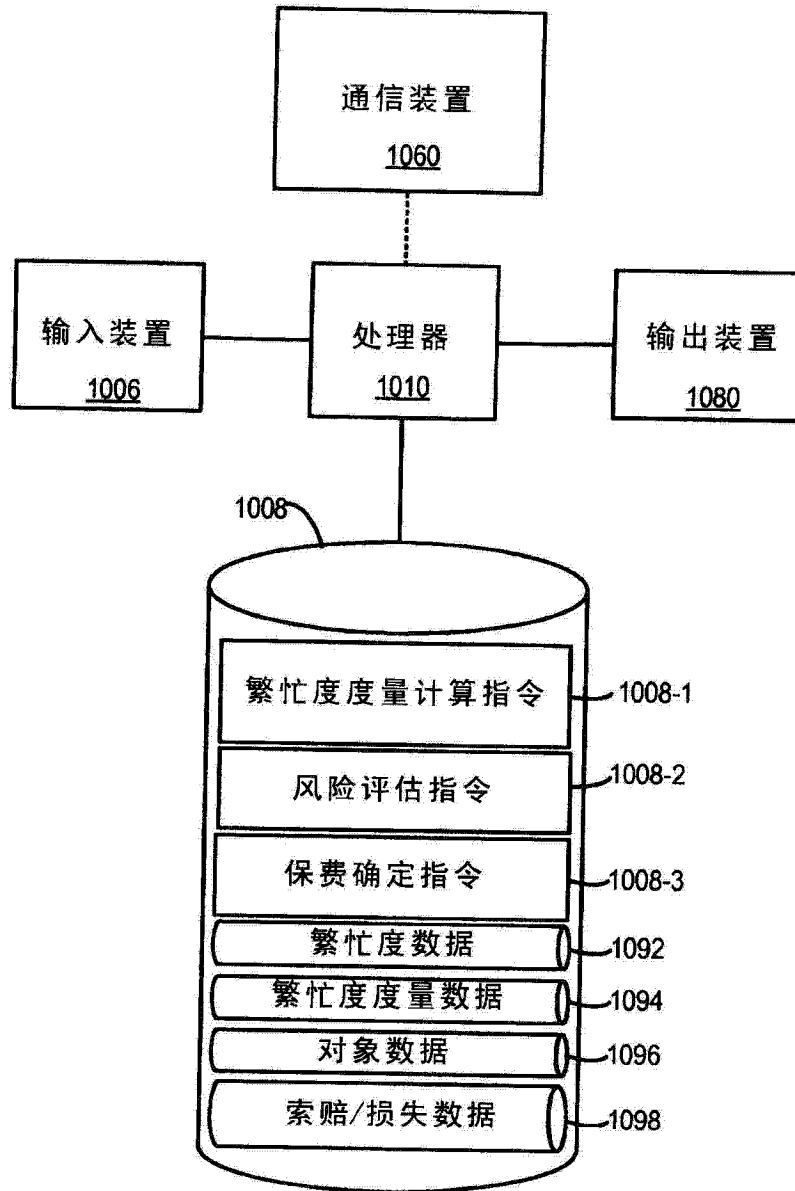 通信装置
1060
输入装置
1006
处理器
1010
输出装置
1080
1008
繁忙度度量计算指令
1008-1
风险评估指令
1008-2
保费确定指令
1008-3
繁忙度数据
1092
繁忙度度量数据
1094
对象数据
1096
索赔/损失数据
1098